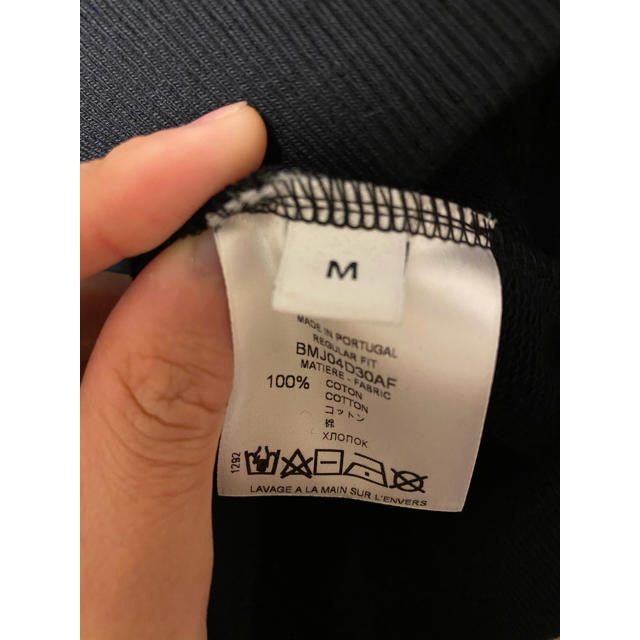 M
MADE IN PORTUGAL
REGULAR FIT
BMJ04D30AF
MATIERE - FABRIC
100% COTON
COTTON
コットン
棉
ХЛОПОК
1292
LAVAGE A LA MAIN SUR L'ENVERS